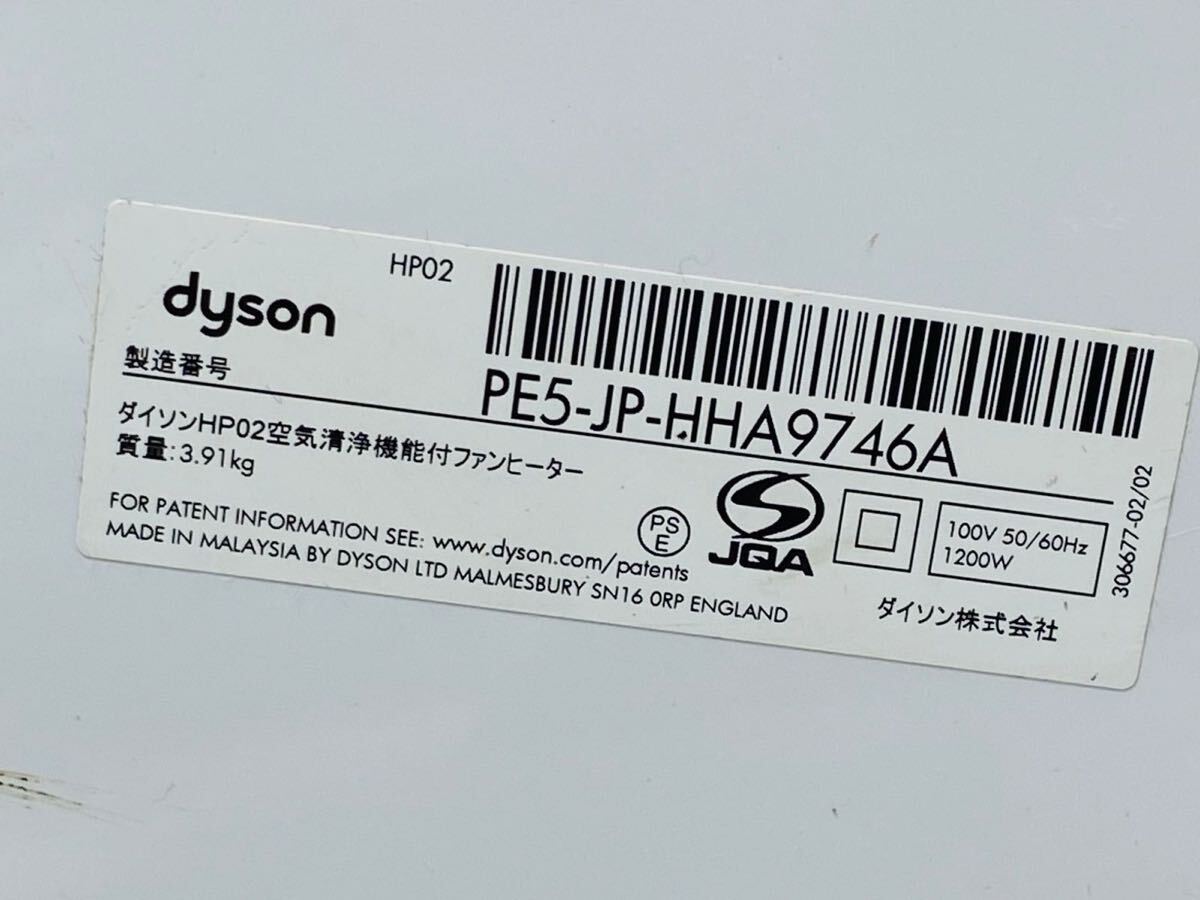 dyson
HP02
製造番号
PE5-JP-HHA9746A
ダイソンHP02空気清浄機能付ファンヒーター
質量:3.91kg
FOR PATENT INFORMATION SEE: www.dyson.com/patents
MADE IN MALAYSIA BY DYSON LTD MALMESBURY SN16 0RP ENGLAND
PS
E
JQA
100V 50/60Hz
1200W
ダイソン株式会社
306677-02/02